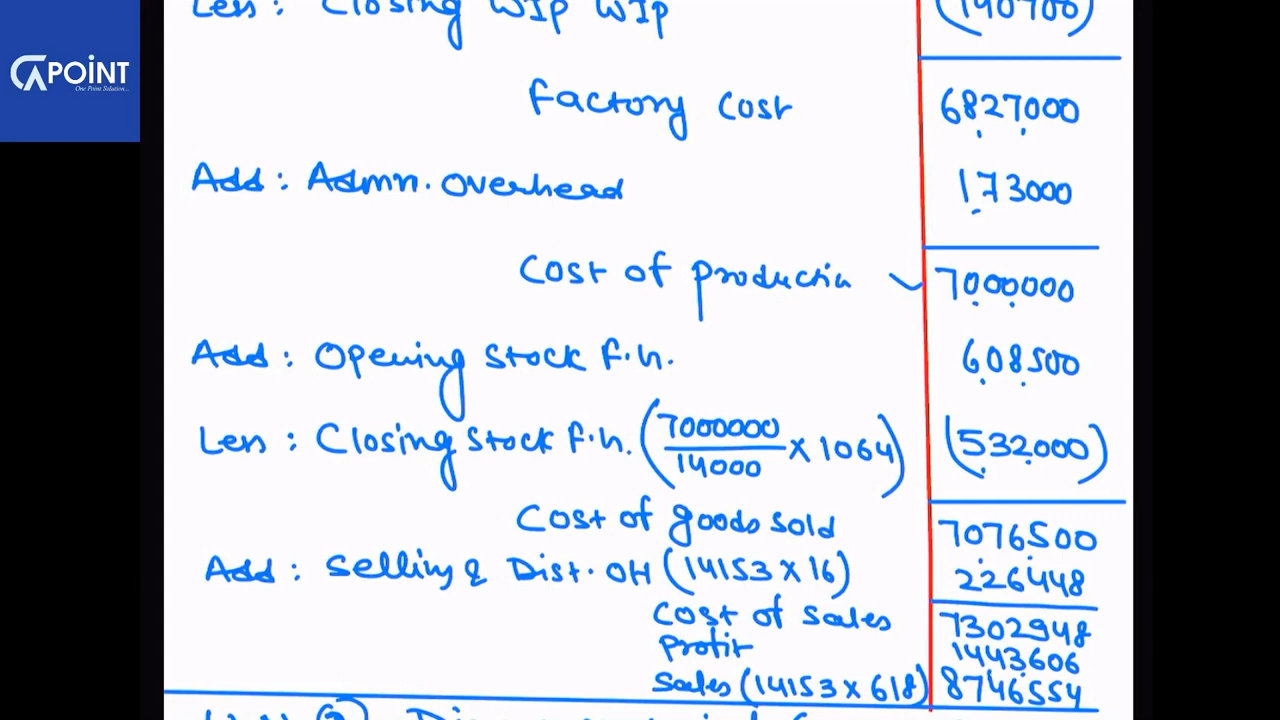 CAPOINT
One Point Solution...
Less: Closing WIP WIP (140700)
Factory cost 6827000
Add: Admn. overhead 173000
Cost of productin 7000000
Add: Opening stock F.h. 608500
Less: Closing stock F.h. (7000000/14000 × 1064) (532000)
Cost of goods sold 7076500
Add: Selling & Dist. OH (14153 × 16) 226448
Cost of sales 7302948
Profit 1443606
Sales (14153 × 618) 8746554